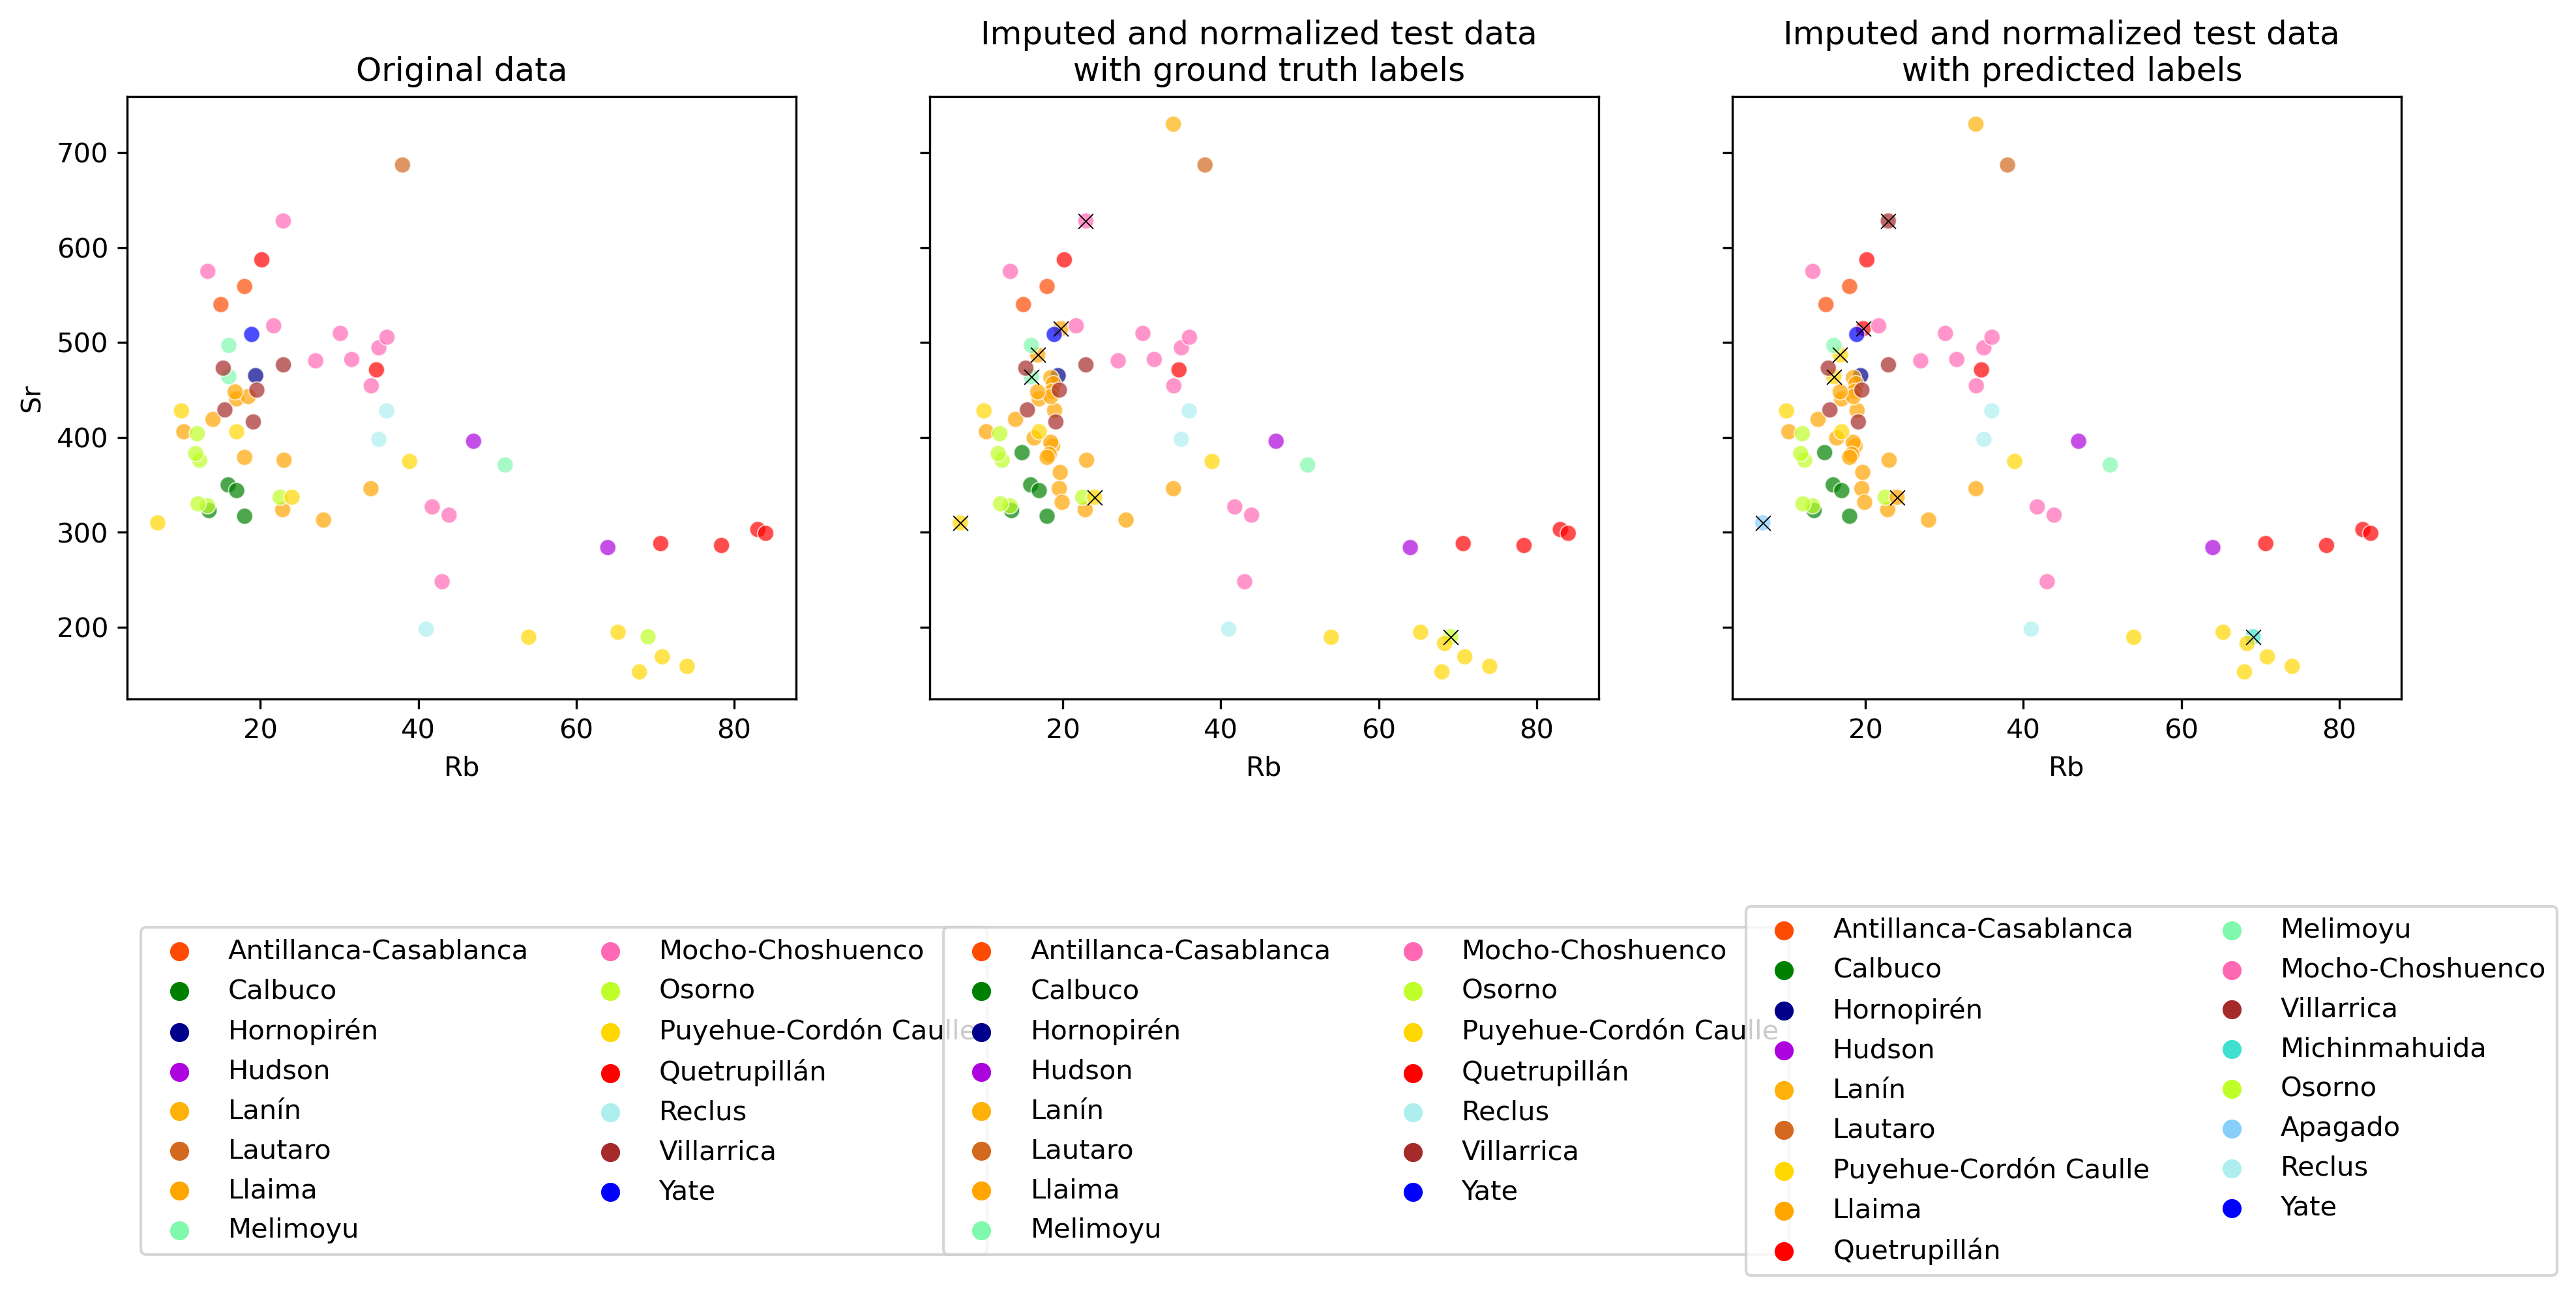 Original data
Imputed and normalized test data
with ground truth labels
Imputed and normalized test data
with predicted labels
Sr
700
600
500
400
300
200
20 40 60 80
Rb
20 40 60 80
Rb
20 40 60 80
Rb
Antillanca-Casablanca
Calbuco
Hornopirén
Hudson
Lanín
Lautaro
Llaima
Melimoyu
Mocho-Choshuenco
Osorno
Puyehue-Cordón Caulle
Quetrupillán
Reclus
Villarrica
Yate
Antillanca-Casablanca
Calbuco
Hornopirén
Hudson
Lanín
Lautaro
Llaima
Melimoyu
Mocho-Choshuenco
Osorno
Puyehue-Cordón Caulle
Quetrupillán
Reclus
Villarrica
Yate
Antillanca-Casablanca
Calbuco
Hornopirén
Hudson
Lanín
Lautaro
Puyehue-Cordón Caulle
Llaima
Quetrupillán
Melimoyu
Mocho-Choshuenco
Villarrica
Michinmahuida
Osorno
Apagado
Reclus
Yate